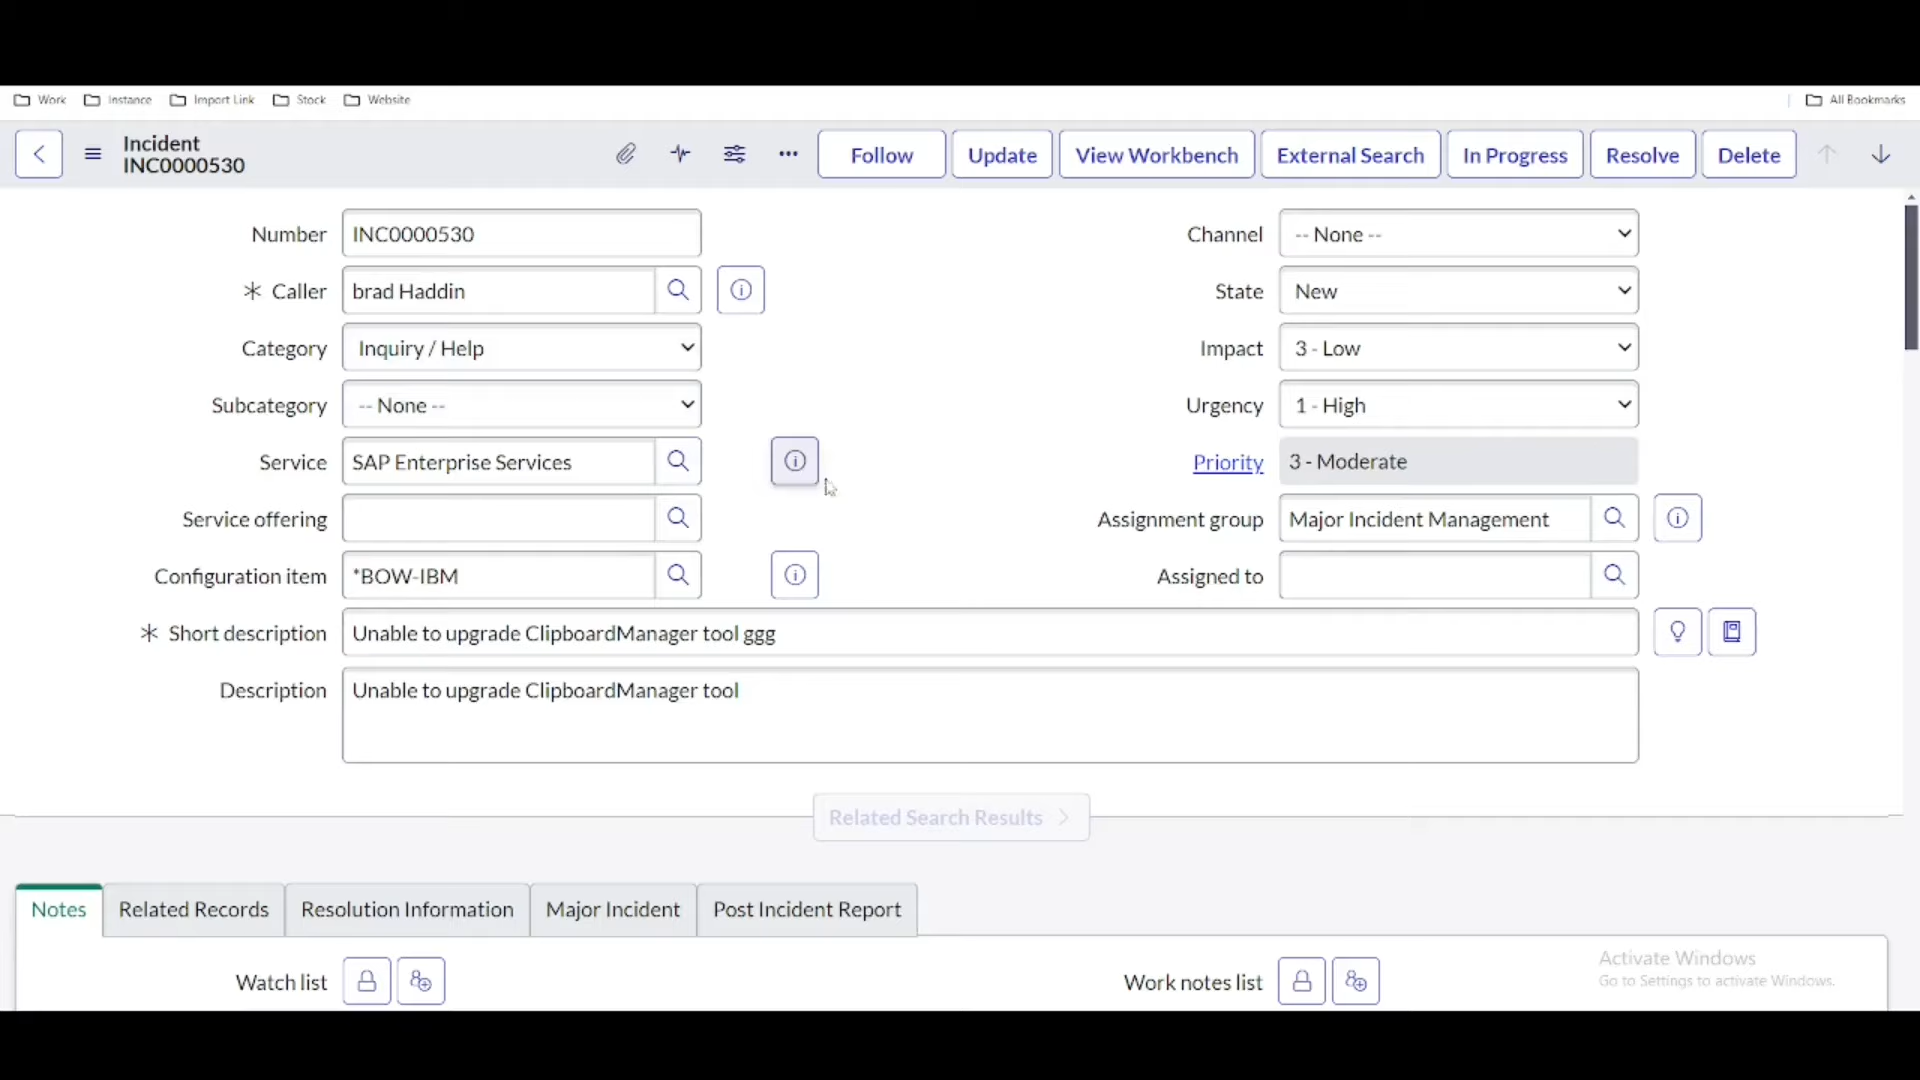 Work Instance Import Link Stock Website All Bookmarks
Incident
INC0000530
Follow Update View Workbench External Search In Progress Resolve Delete
Number INC0000530 Channel -- None --
* Caller brad Haddin State New
Category Inquiry / Help Impact 3 - Low
Subcategory -- None -- Urgency 1 - High
Service SAP Enterprise Services Priority 3 - Moderate
Service offering Assignment group Major Incident Management
Configuration item *BOW-IBM Assigned to
* Short description Unable to upgrade ClipboardManager tool ggg
Description Unable to upgrade ClipboardManager tool
Related Search Results
Notes Related Records Resolution Information Major Incident Post Incident Report
Watch list Work notes list
Activate Windows
Go to Settings to activate Windows.